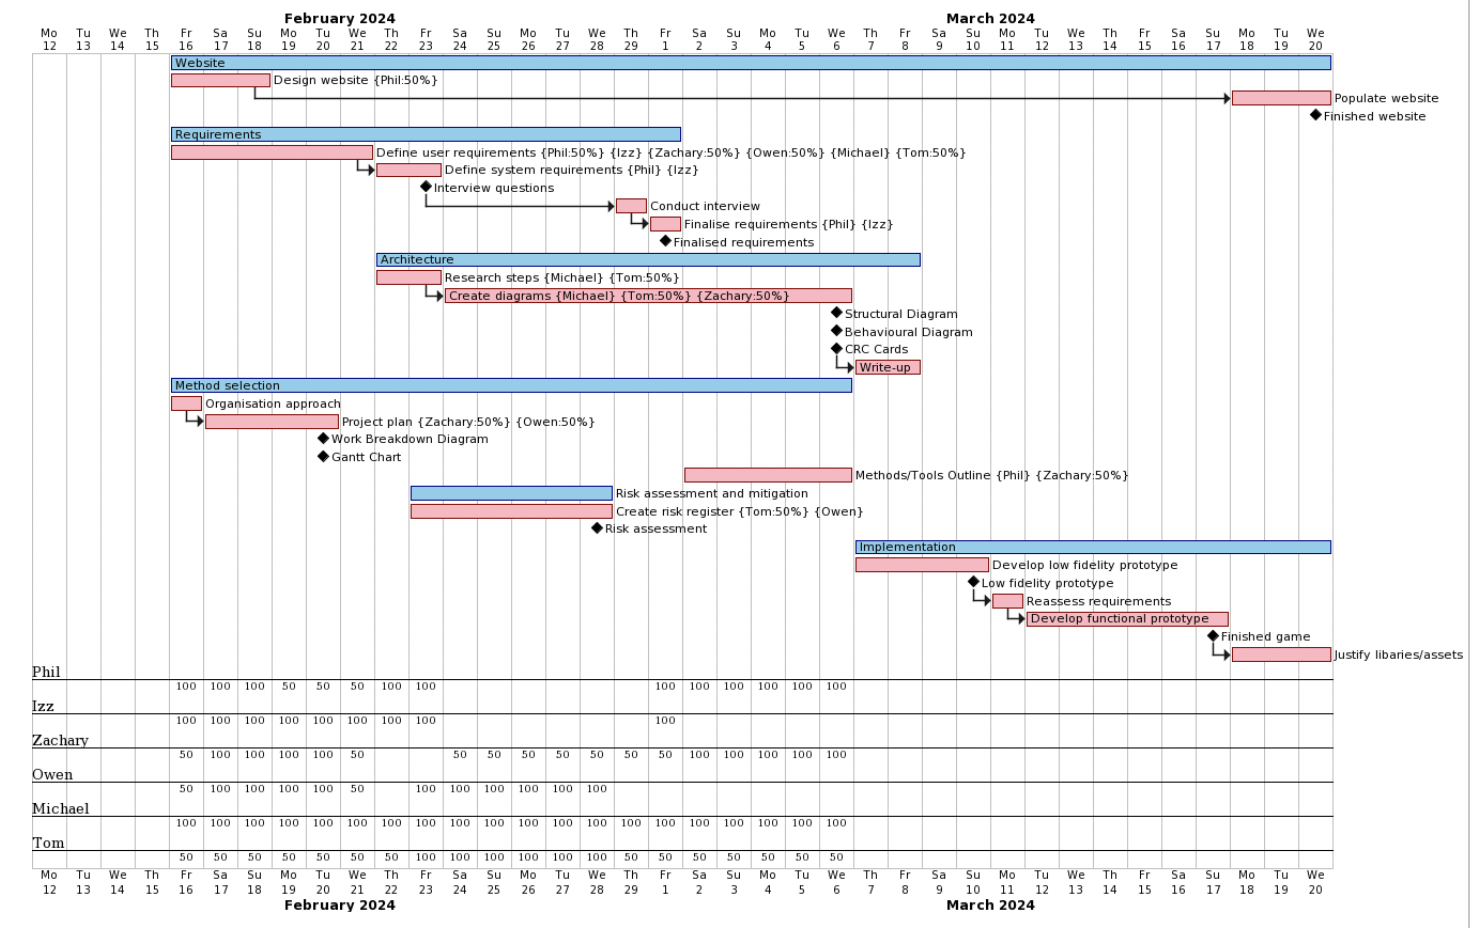 February 2024 March 2024
Mo Tu We Th Fr Sa Su Mo Tu We Th Fr Sa Su Mo Tu We Th Fr Sa Su Mo Tu We Th Fr Sa Su Mo Tu We Th Fr Sa Su Mo Tu We
12 13 14 15 16 17 18 19 20 21 22 23 24 25 26 27 28 29 1 2 3 4 5 6 7 8 9 10 11 12 13 14 15 16 17 18 19 20
Website
Design website {Phil:50%}
Populate website
Finished website
Requirements
Define user requirements {Phil:50%} {Izz} {Zachary:50%} {Owen:50%} {Michael} {Tom:50%}
Define system requirements {Phil} {Izz}
Interview questions
Conduct interview
Finalise requirements {Phil} {Izz}
Finalised requirements
Architecture
Research steps {Michael} {Tom:50%}
Create diagrams {Michael} {Tom:50%} {Zachary:50%}
Structural Diagram
Behavioural Diagram
CRC Cards
Write-up
Method selection
Organisation approach
Project plan {Zachary:50%} {Owen:50%}
Work Breakdown Diagram
Gantt Chart
Methods/Tools Outline {Phil} {Zachary:50%}
Risk assessment and mitigation
Create risk register {Tom:50%} {Owen}
Risk assessment
Implementation
Develop low fidelity prototype
Low fidelity prototype
Reassess requirements
Develop functional prototype
Finished game
Justify libaries/assets
Phil
100 100 100 50 50 50 100 100 100 100 100 100 100 100
Izz
100 100 100 100 100 100 100 100 100
Zachary
50 100 100 100 100 50 50 50 50 50 50 50 50 100 100 100 100 100
Owen
50 100 100 100 100 50 100 100 100 100 100 100
Michael
100 100 100 100 100 100 100 100 100 100 100 100 100 100 100 100 100 100 100 100
Tom
50 50 50 50 50 50 50 100 100 100 100 100 100 50 50 50 50 50 50 50
Mo Tu We Th Fr Sa Su Mo Tu We Th Fr Sa Su Mo Tu We Th Fr Sa Su Mo Tu We Th Fr Sa Su Mo Tu We Th Fr Sa Su Mo Tu We
12 13 14 15 16 17 18 19 20 21 22 23 24 25 26 27 28 29 1 2 3 4 5 6 7 8 9 10 11 12 13 14 15 16 17 18 19 20
February 2024 March 2024